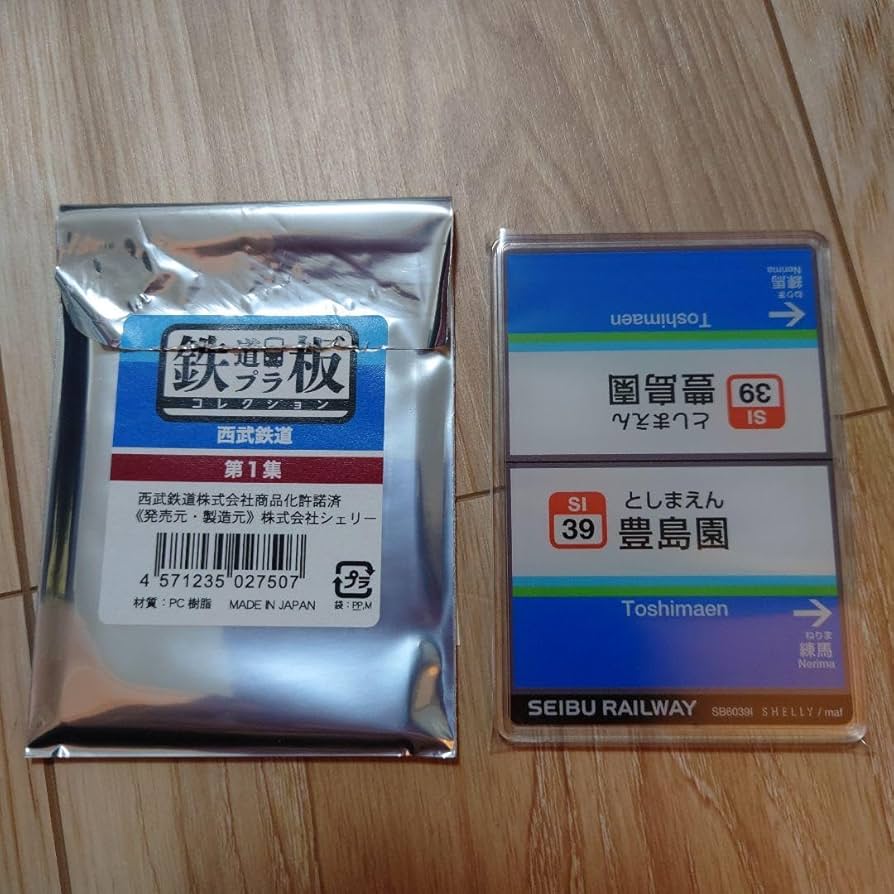 鉄道プラ板
コレクション
西武鉄道
第1集
西武鉄道株式会社商品化許諾済
《発売元・製造元》株式会社シェリー
4 571235 027507
プラ
材質:PC 樹脂 MADE IN JAPAN
袋:PP,M
ねりま
練馬
Nerima
Toshimaen
としまえん
豊島園
SI
39
SI
39
としまえん
豊島園
Toshimaen
ねりま
練馬
Nerima
SEIBU RAILWAY SB6039I SHELLY / maf